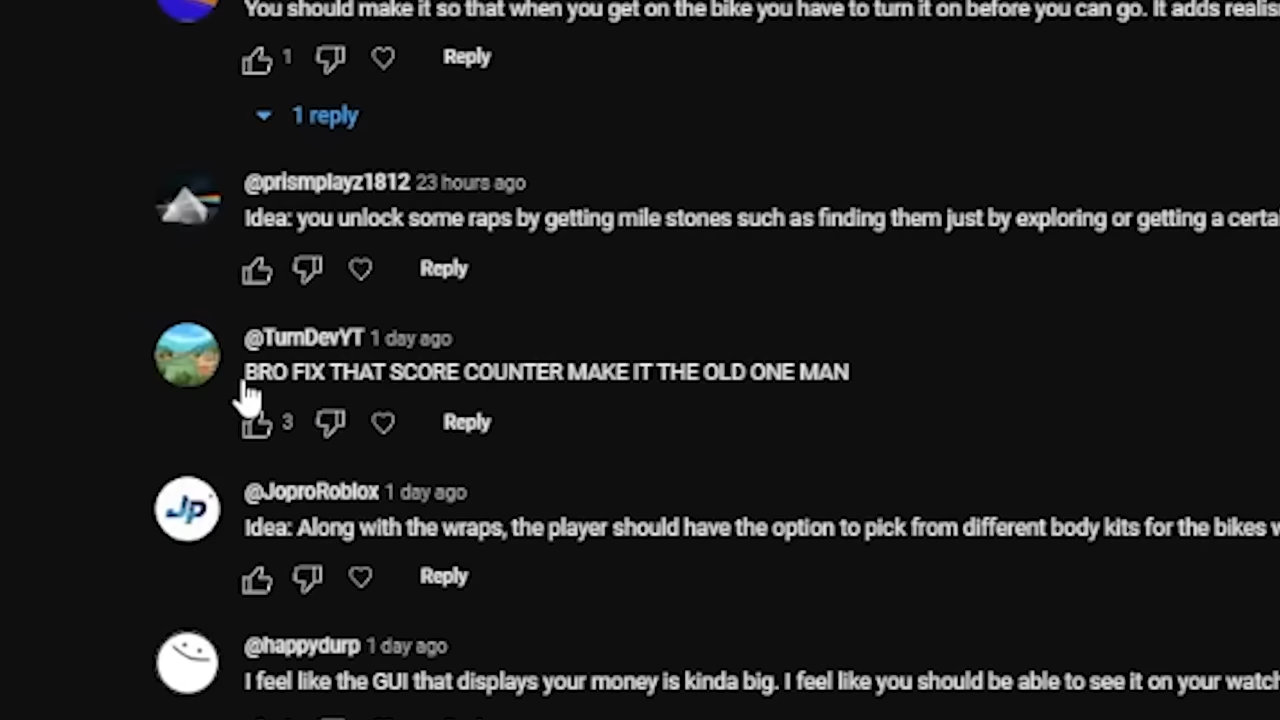 You should make it so that when you get on the bike you have to turn it on before you can go. It adds realis
1
Reply
1 reply
@prismplayz1812 23 hours ago
Idea: you unlock some raps by getting mile stones such as finding them just by exploring or getting a certa
Reply
@TurnDevYT 1 day ago
BRO FIX THAT SCORE COUNTER MAKE IT THE OLD ONE MAN
3
Reply
JP
@JoproRoblox 1 day ago
Idea: Along with the wraps, the player should have the option to pick from different body kits for the bikes w
Reply
@happydurp 1 day ago
I feel like the GUI that displays your money is kinda big. I feel like you should be able to see it on your watch